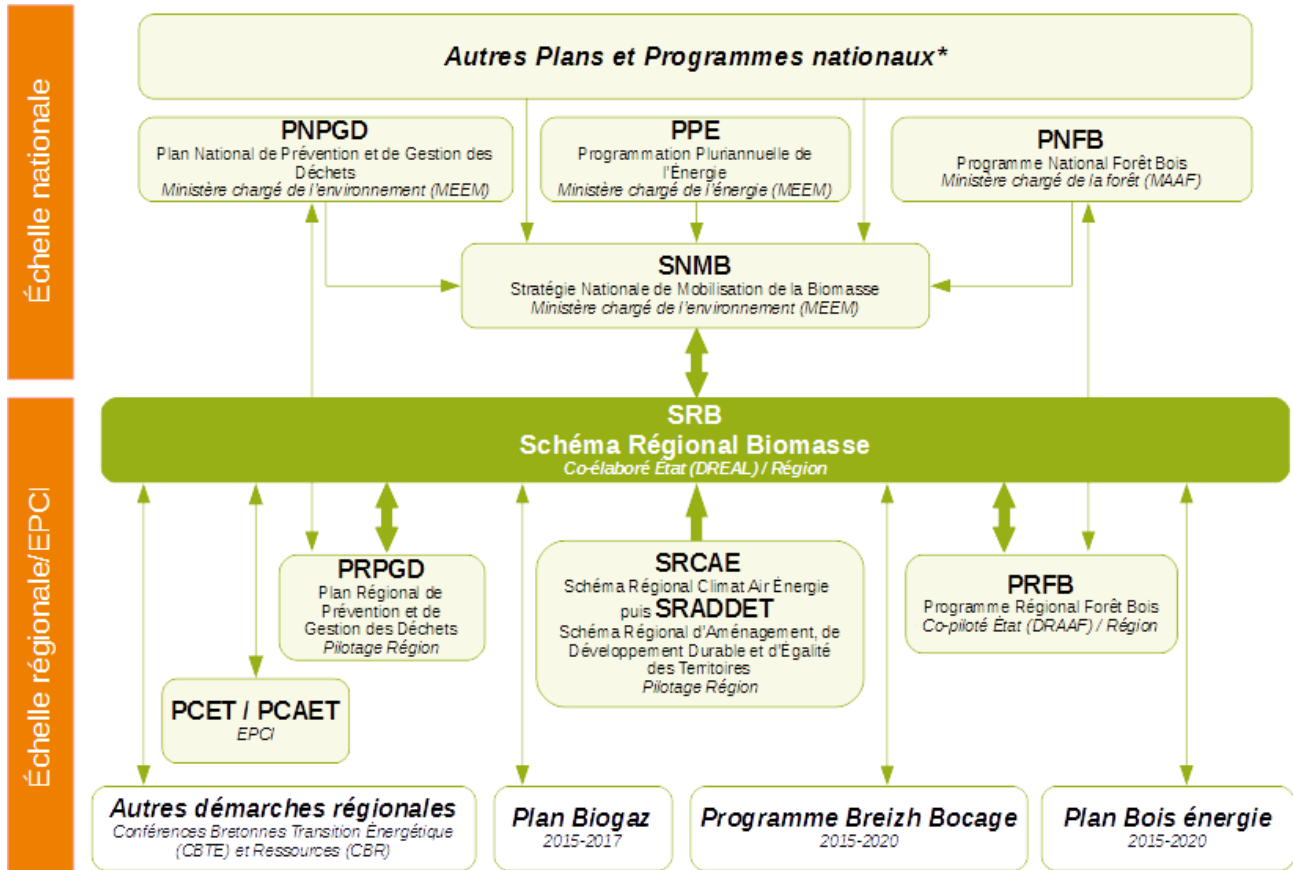 Échelle nationale
Autres Plans et Programmes nationaux*
PNPGD
Plan National de Prévention et de Gestion des
Déchets
Ministère chargé de l'environnement (MEEM)
PPE
Programmation Pluriannuelle de
l'Énergie
Ministère chargé de l'énergie (MEEM)
PNFB
Programme National Forêt Bois
Ministère chargé de la forêt (MAAF)
SNMB
Stratégie Nationale de Mobilisation de la Biomasse
Ministère chargé de l'environnement (MEEM)
Échelle régionale/EPCI
SRB
Schéma Régional Biomasse
Co-élaboré État (DREAL) / Région
PRPGD
Plan Régional de
Prévention et de
Gestion des Déchets
Pilotage Région
SRCAE
Schéma Régional Climat Air Énergie
puis SRADDET
Schéma Régional d'Aménagement, de
Développement Durable et d'Égalité
des Territoires
Pilotage Région
PRFB
Programme Régional Forêt Bois
Co-piloté État (DRAAF) / Région
PCET / PCAET
EPCI
Autres démarches régionales
Conférences Bretonnes Transition Énergétique
(CBTE) et Ressources (CBR)
Plan Biogaz
2015-2017
Programme Breizh Bocage
2015-2020
Plan Bois énergie
2015-2020